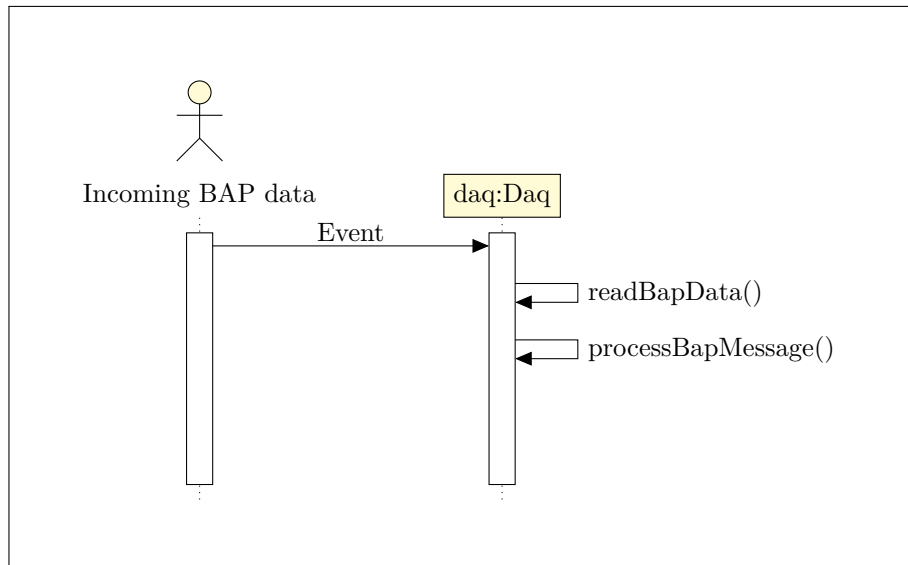 Incoming BAP data
daq:Daq
Event
readBapData()
processBapMessage()